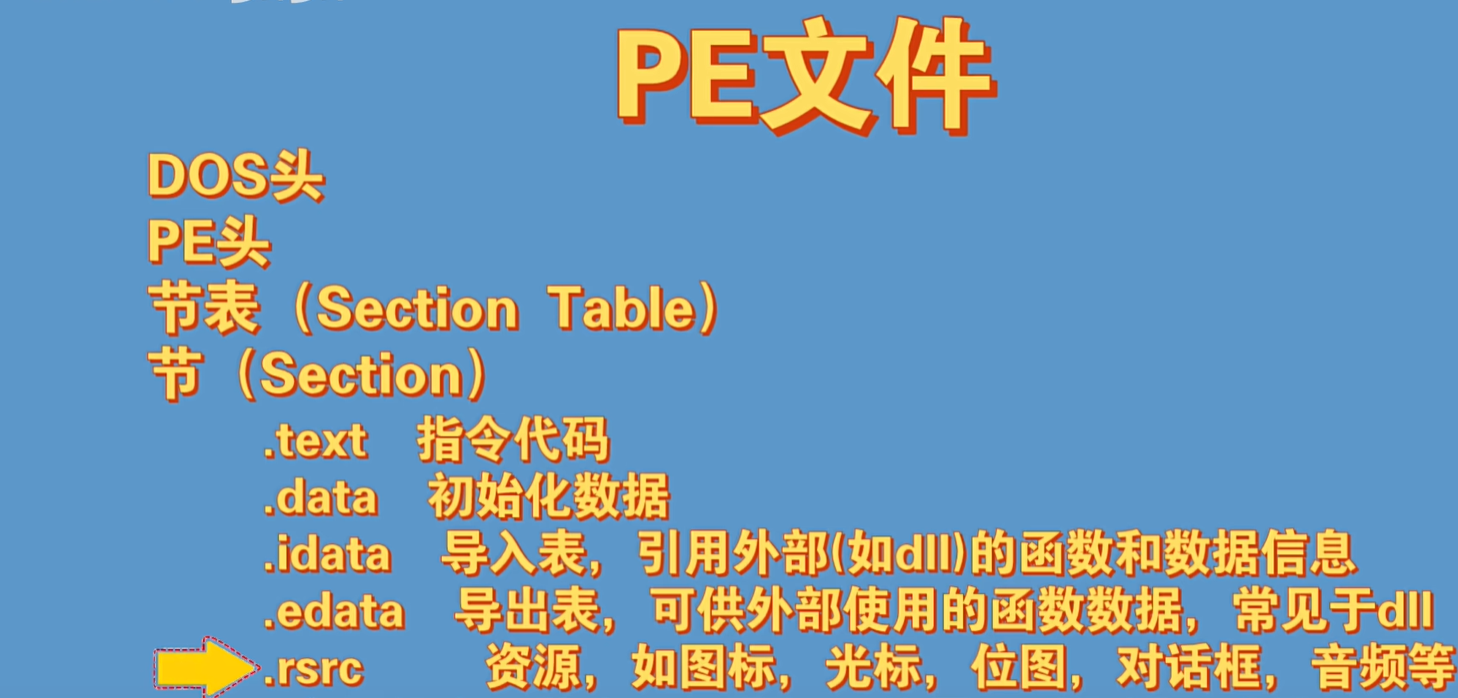 PE文件
DOS头
PE头
节表（Section Table）
节（Section）
.text 指令代码
.data 初始化数据
.idata 导入表，引用外部(如dll)的函数和数据信息
.edata 导出表，可供外部使用的函数数据，常见于dll
.rsrc 资源，如图标，光标，位图，对话框，音频等